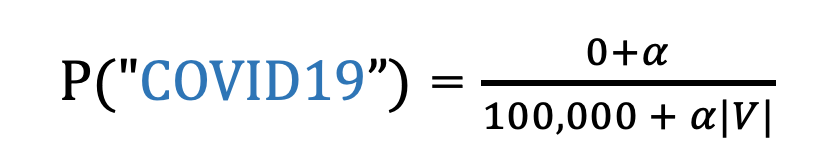 P("COVID19”) = 0+α / 100,000 + α|V|